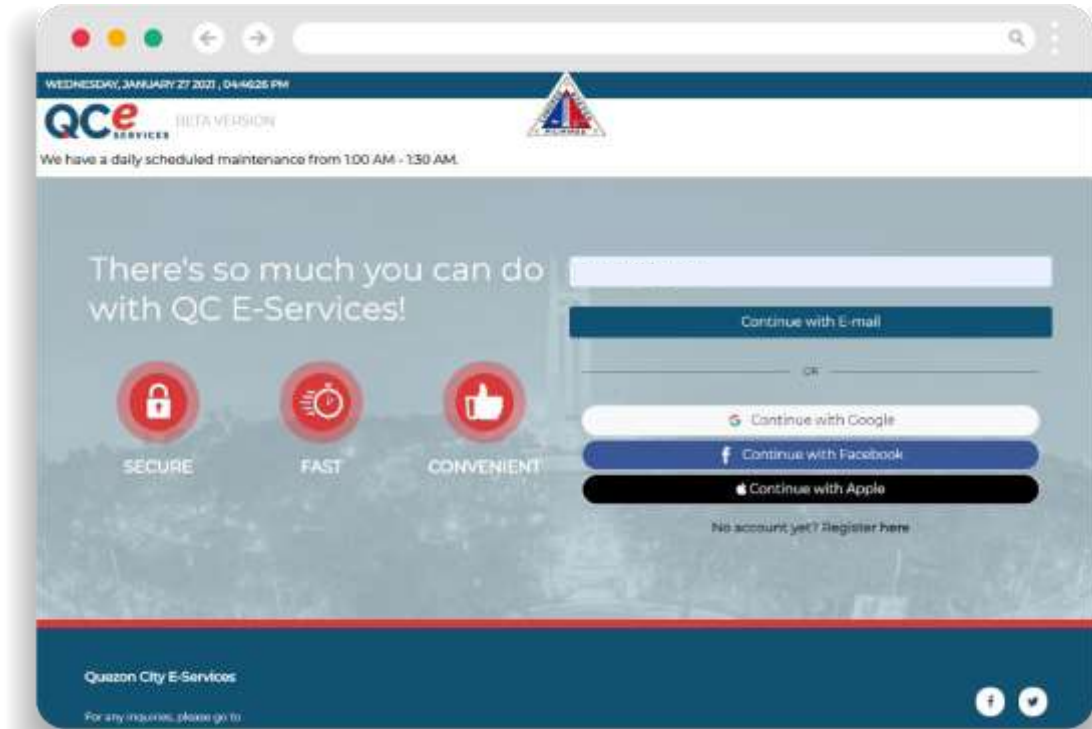 WEDNESDAY, JANUARY 27 2021 , 04:46:26 PM
QCe SERVICES BETA VERSION
We have a daily scheduled maintenance from 1:00 AM - 1:30 AM.
There's so much you can do
with QC E-Services!
SECURE FAST CONVENIENT
Continue with E-mail
OR
Continue with Google
Continue with Facebook
Continue with Apple
No account yet? Register here
Quezon City E-Services
For any inquiries, please go to